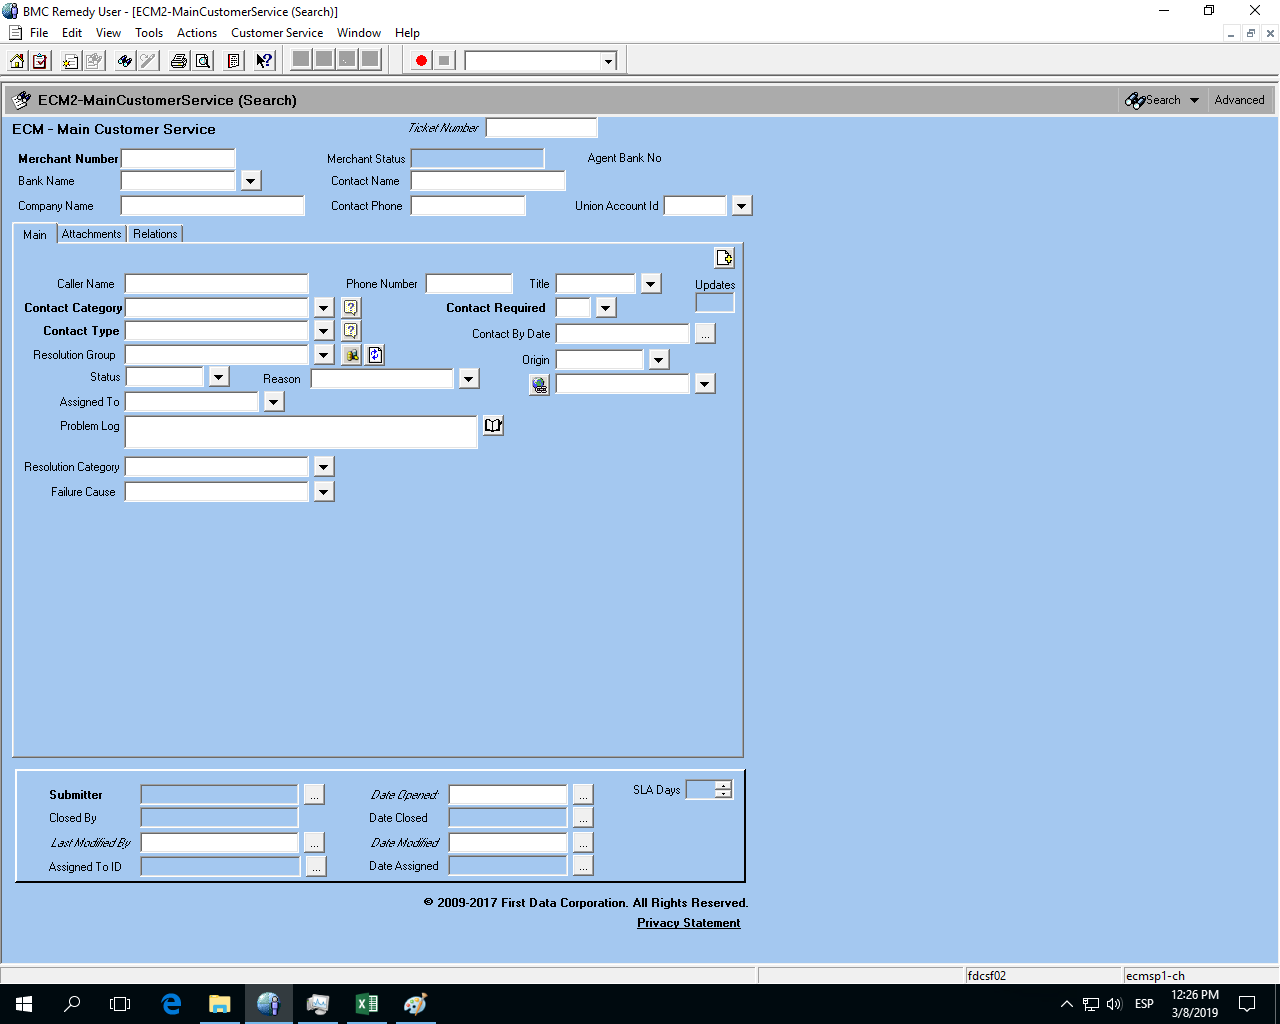 BMC Remedy User - [ECM2-MainCustomerService (Search)]
File Edit View Tools Actions Customer Service Window Help
ECM2-MainCustomerService (Search) Search Advanced
ECM - Main Customer Service Ticket Number
Merchant Number Merchant Status Agent Bank No
Bank Name Contact Name
Company Name Contact Phone Union Account Id
Main Attachments Relations
Caller Name Phone Number Title Updates
Contact Category Contact Required
Contact Type Contact By Date
Resolution Group Origin
Status Reason
Assigned To
Problem Log
Resolution Category
Failure Cause
Submitter Date Opened SLA Days
Closed By Date Closed
Last Modified By Date Modified
Assigned To ID Date Assigned
© 2009-2017 First Data Corporation. All Rights Reserved.
Privacy Statement
fdcsf02 ecmsp1-ch
ESP 12:26 PM
3/8/2019